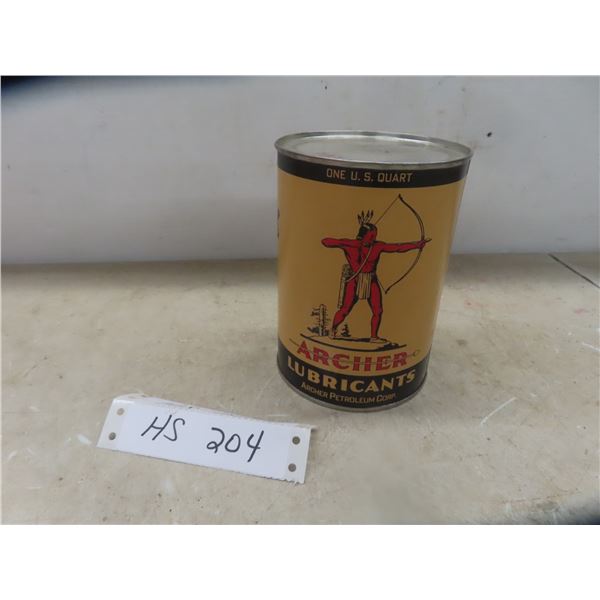 ONE U. S. QUART
ARCHER
LUBRICANTS
ARCHER PETROLEUM CORP.
HS 204